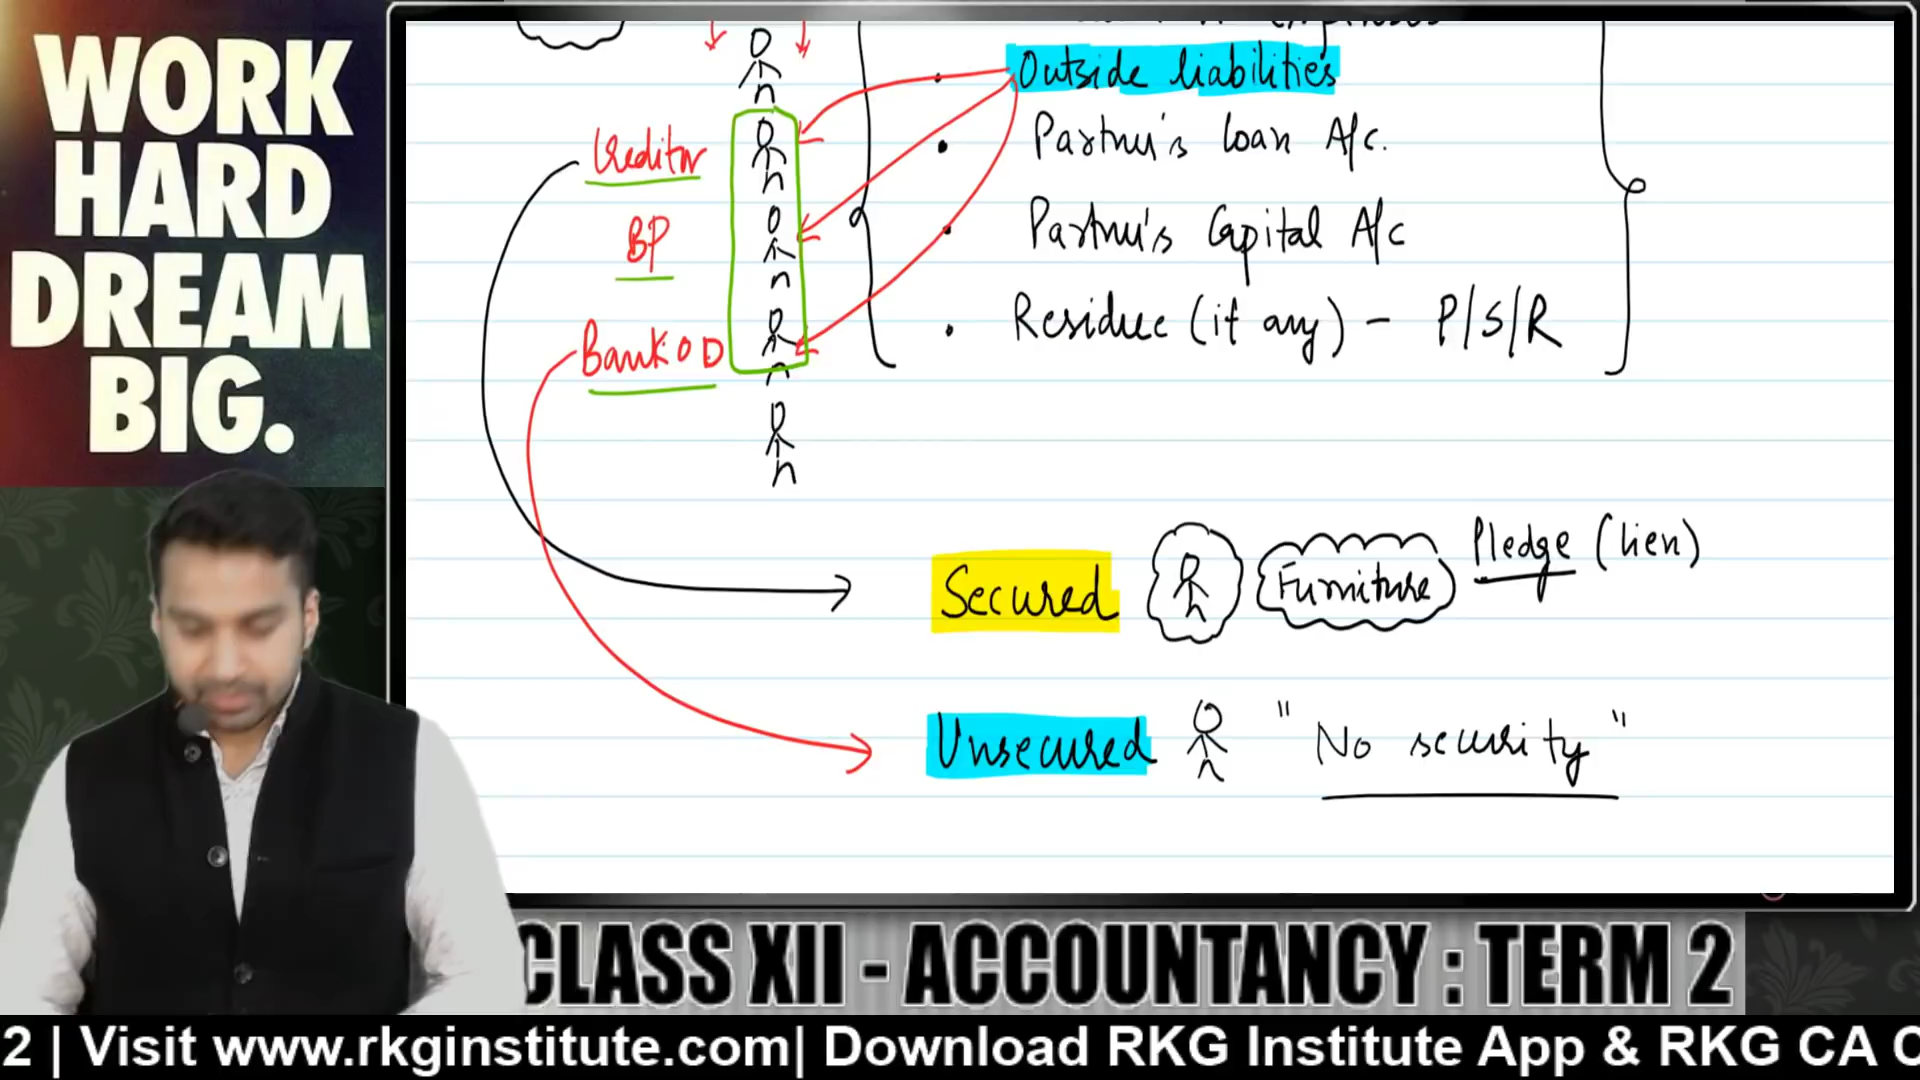 WORK
HARD
DREAM
BIG.
Outside liabilities
Creditor
Partner's loan A/c.
BP
Partner's Capital A/c
Bank OD
Residue (if any) - P/S/R
Secured
Furniture
Pledge (lien)
Unsecured
" No security "
CLASS XII - ACCOUNTANCY : TERM 2
2 | Visit www.rkginstitute.com| Download RKG Institute App & RKG CA